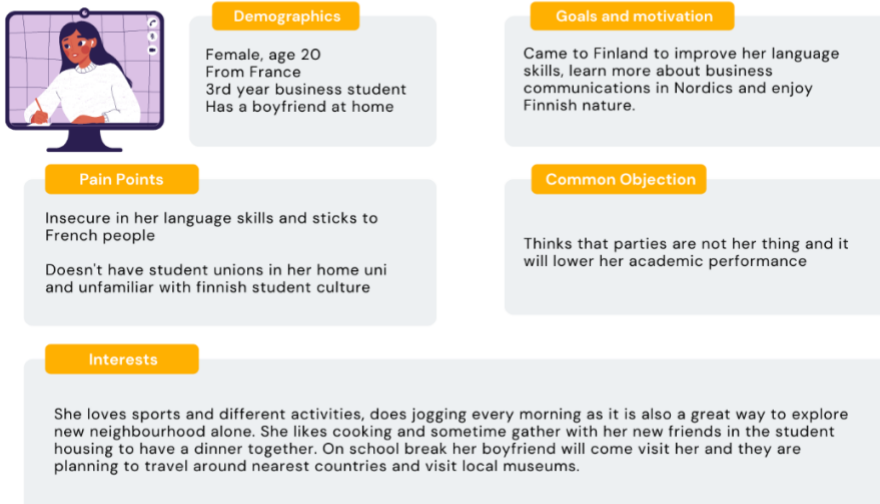 Demographics
Female, age 20
From France
3rd year business student
Has a boyfriend at home
Goals and motivation
Came to Finland to improve her language
skills, learn more about business
communications in Nordics and enjoy
Finnish nature.
Pain Points
Insecure in her language skills and sticks to
French people
Doesn't have student unions in her home uni
and unfamiliar with finnish student culture
Common Objection
Thinks that parties are not her thing and it
will lower her academic performance
Interests
She loves sports and different activities, does jogging every morning as it is also a great way to explore
new neighbourhood alone. She likes cooking and sometime gather with her new friends in the student
housing to have a dinner together. On school break her boyfriend will come visit her and they are
planning to travel around nearest countries and visit local museums.